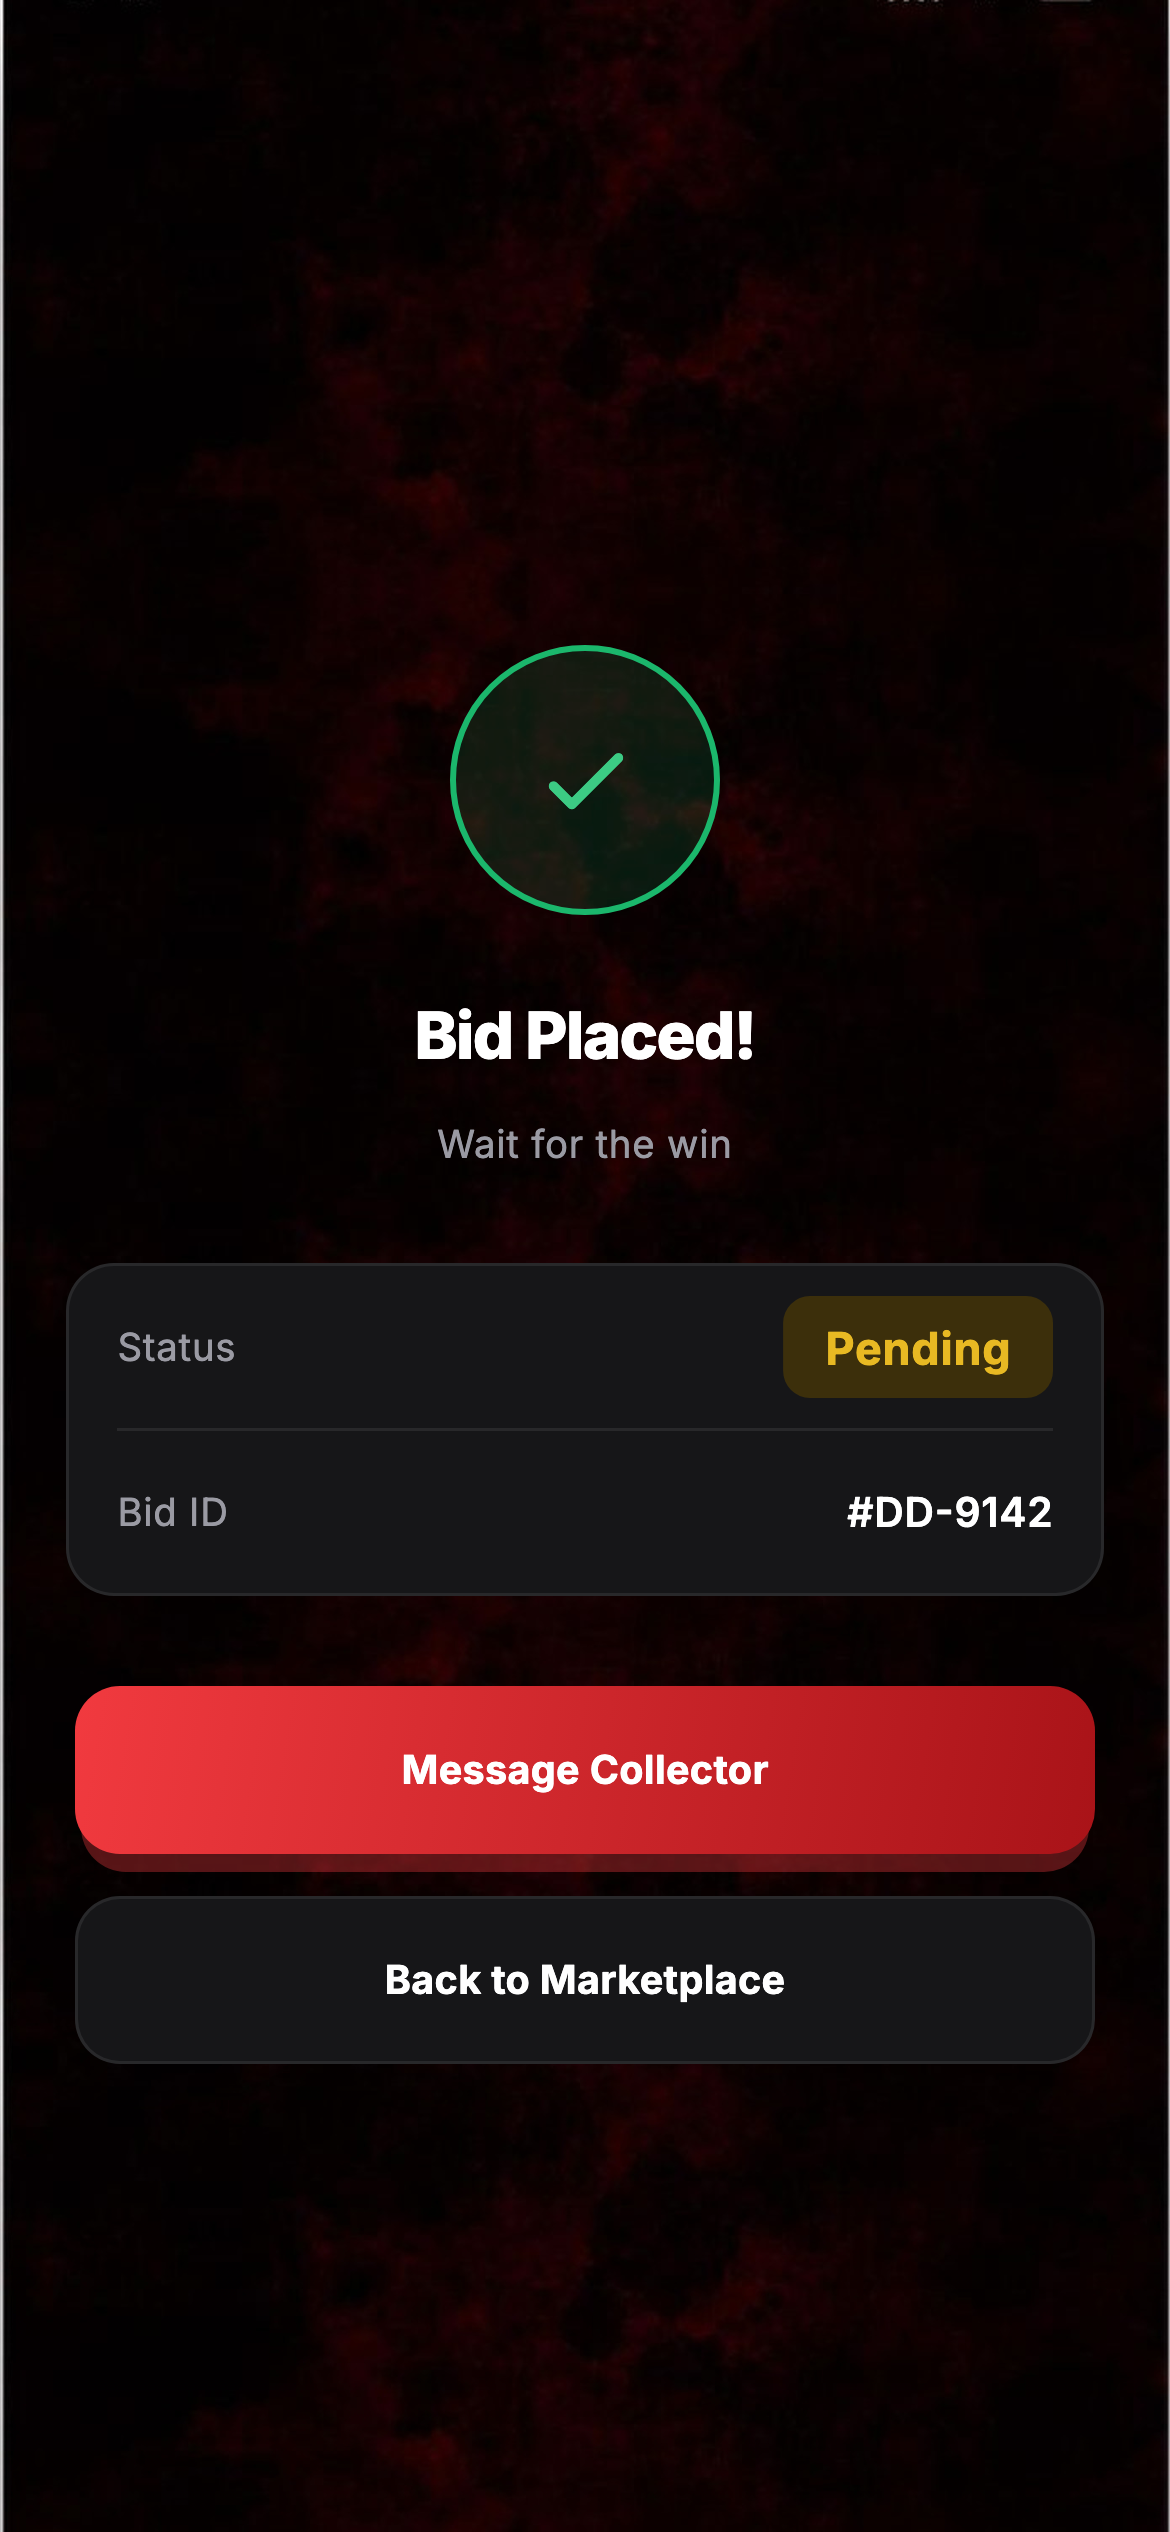 Bid Placed!
Wait for the win
Status
Pending
Bid ID
#DD-9142
Message Collector
Back to Marketplace